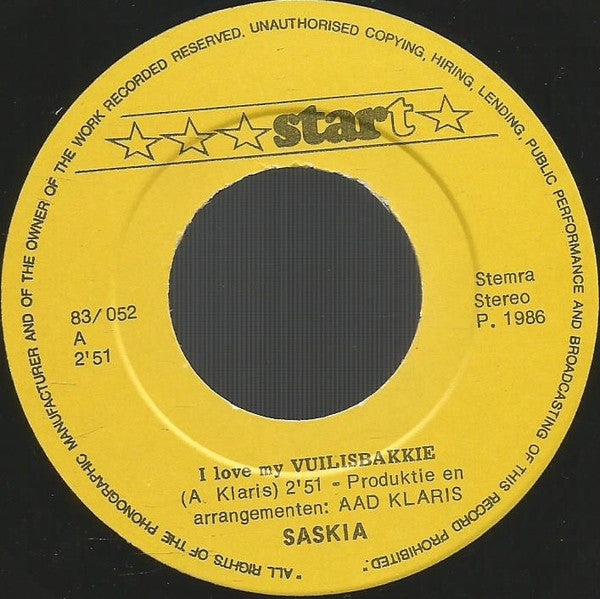 "ALL RIGHTS OF THE PHONOGRAPHIC MANUFACTURER AND OF THE OWNER OF THE WORK RECORDED RESERVED. UNAUTHORISED COPYING, HIRING, LENDING, PUBLIC PERFORMANCE AND BROADCASTING OF THIS RECORD PROHIBITED."
start
83/052
A
2'51
Stemra
Stereo
P. 1986
I love my VUILISBAKKIE
(A. Klaris) 2'51 - Produktie en
arrangementen: AAD KLARIS
SASKIA